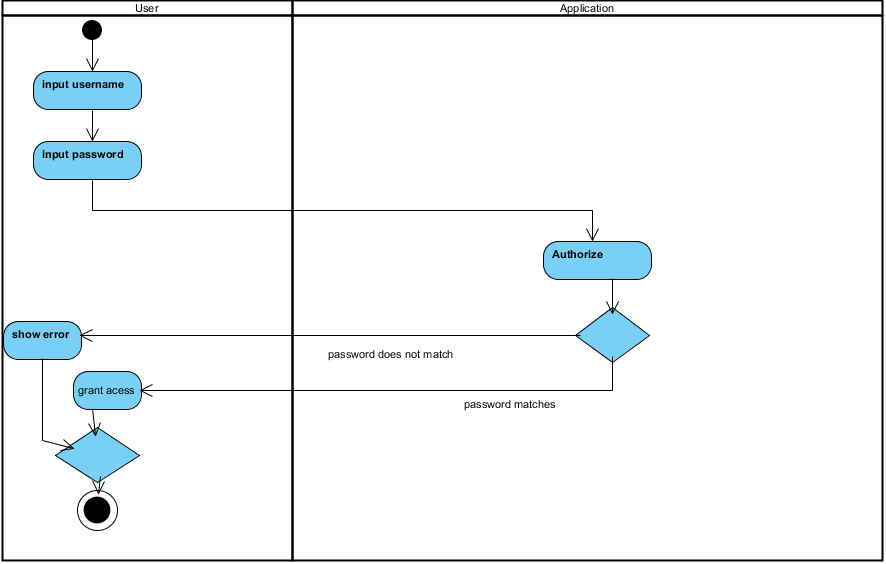 User
Application
input username
input password
Authorize
show error
password does not match
grant acess
password matches